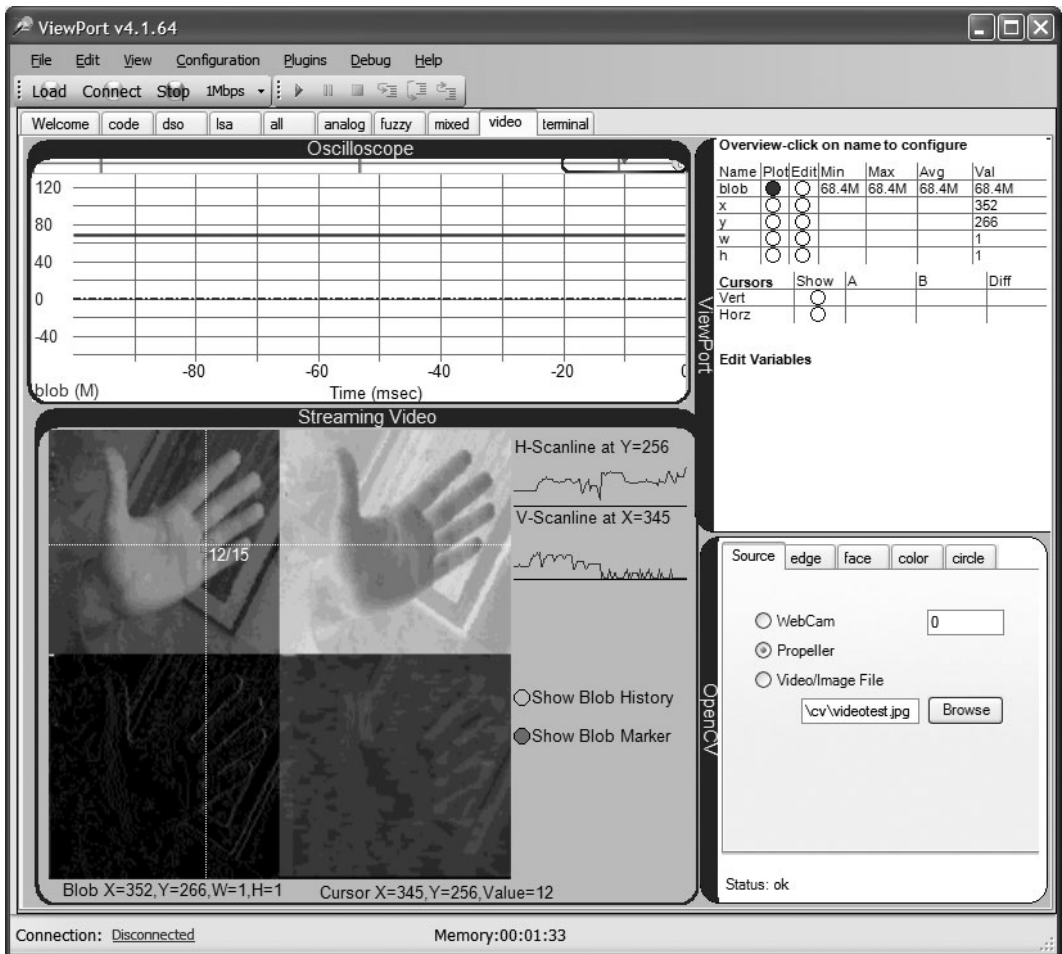 ViewPort v4.1.64
File Edit View Configuration Plugins Debug Help
Load Connect Stop 1Mbps
Welcome code dso lsa all analog fuzzy mixed video terminal
Oscilloscope
120
80
40
0
-40
-80 -60 -40 -20 0
blob (M) Time (msec)
ViewPort
Overview-click on name to configure
Name Plot Edit Min Max Avg Val
blob 68.4M 68.4M 68.4M 68.4M
x 352
y 266
w 1
h 1
Cursors Show A B Diff
Vert
Horz
Edit Variables
Streaming Video
12/15
H-Scanline at Y=256
V-Scanline at X=345
Show Blob History
Show Blob Marker
Blob X=352,Y=266,W=1,H=1 Cursor X=345,Y=256,Value=12
OpenCV
Source edge face color circle
WebCam 0
Propeller
Video/Image File
\cv\videotest.jpg Browse
Status: ok
Connection: Disconnected Memory:00:01:33